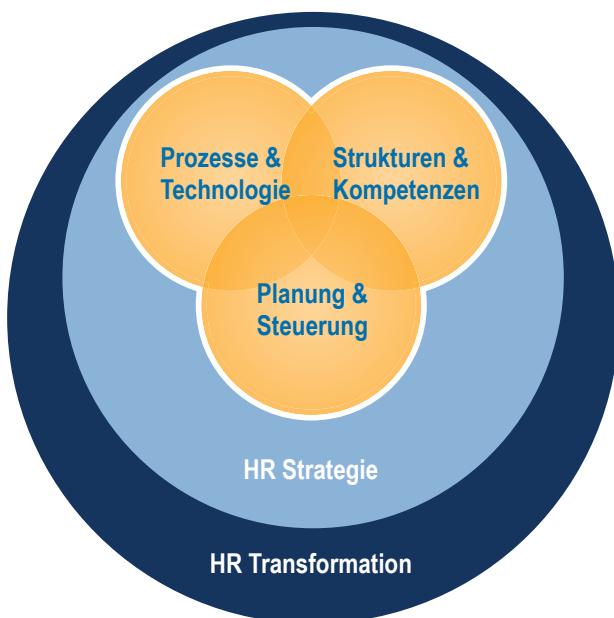 Prozesse &
Technologie
Strukturen &
Kompetenzen
Planung &
Steuerung
HR Strategie
HR Transformation